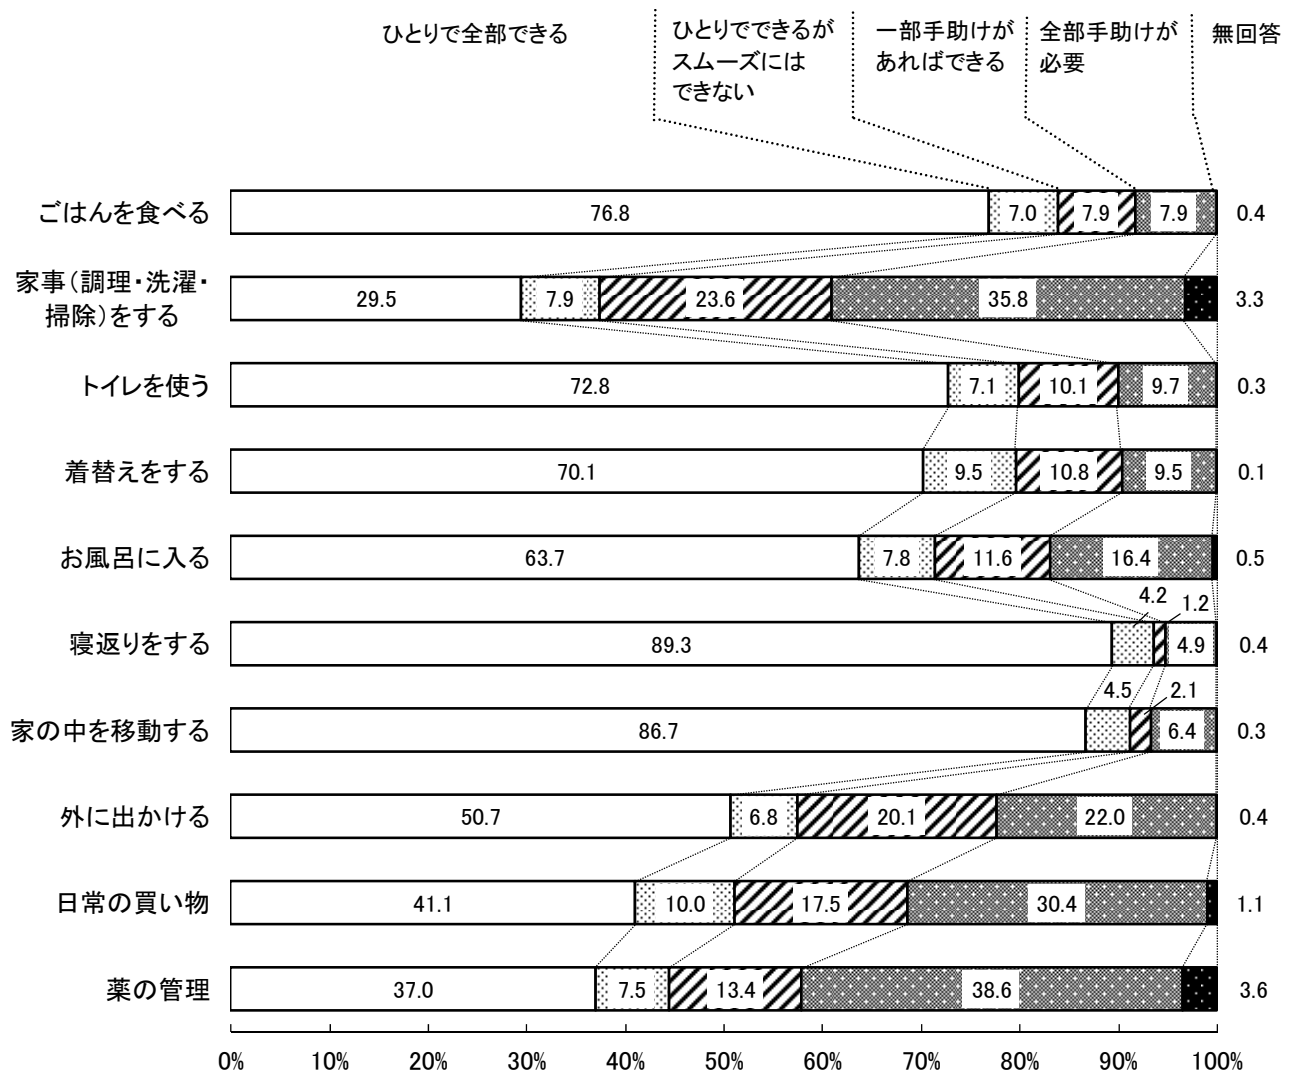 ひとりで全部できる
ひとりでできるが
スムーズには
できない
一部手助けが
あればできる
全部手助けが
必要
無回答
ごはんを食べる
76.8
7.0
7.9
7.9
0.4
家事(調理・洗濯・
掃除)をする
29.5
7.9
23.6
35.8
3.3
トイレを使う
72.8
7.1
10.1
9.7
0.3
着替えをする
70.1
9.5
10.8
9.5
0.1
お風呂に入る
63.7
7.8
11.6
16.4
0.5
寝返りをする
89.3
4.2
1.2
4.9
0.4
家の中を移動する
86.7
4.5
2.1
6.4
0.3
外に出かける
50.7
6.8
20.1
22.0
0.4
日常の買い物
41.1
10.0
17.5
30.4
1.1
薬の管理
37.0
7.5
13.4
38.6
3.6
0% 10% 20% 30% 40% 50% 60% 70% 80% 90% 100%